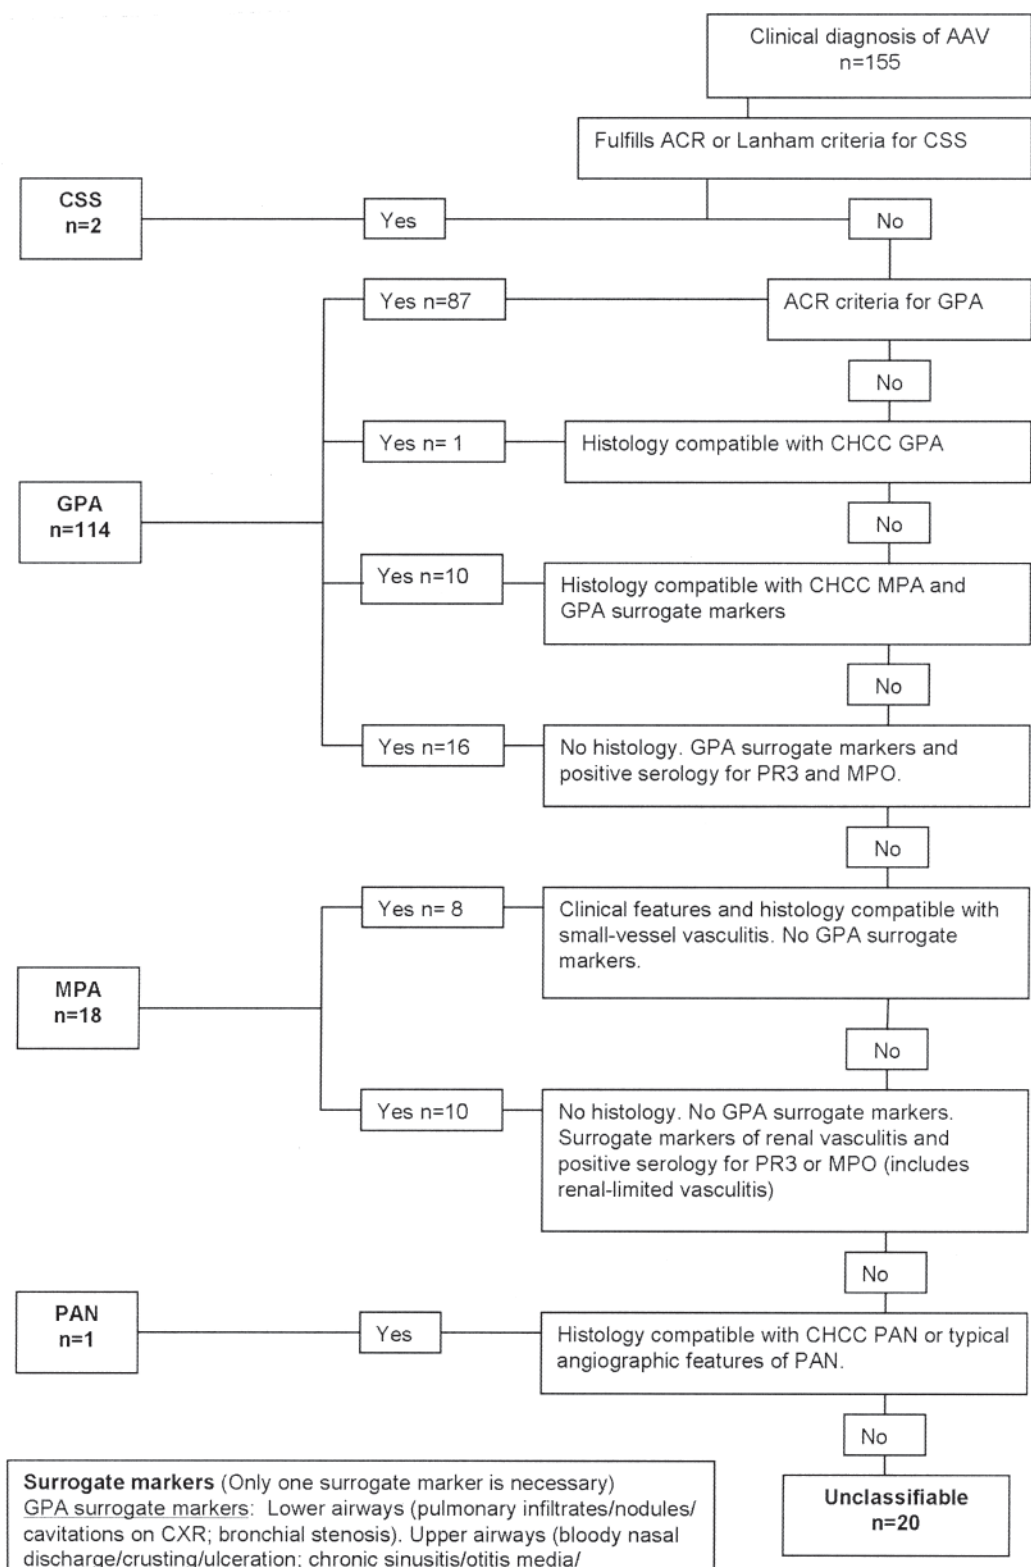 Clinical diagnosis of AAV
n=155
Fulfills ACR or Lanham criteria for CSS
CSS
n=2
Yes
No
Yes n=87
ACR criteria for GPA
No
Yes n= 1
Histology compatible with CHCC GPA
GPA
n=114
No
Yes n=10
Histology compatible with CHCC MPA and
GPA surrogate markers
No
Yes n=16
No histology. GPA surrogate markers and
positive serology for PR3 and MPO.
No
Yes n= 8
Clinical features and histology compatible with
small-vessel vasculitis. No GPA surrogate
markers.
MPA
n=18
No
Yes n=10
No histology. No GPA surrogate markers.
Surrogate markers of renal vasculitis and
positive serology for PR3 or MPO (includes
renal-limited vasculitis)
No
PAN
n=1
Yes
Histology compatible with CHCC PAN or typical
angiographic features of PAN.
No
Unclassifiable
n=20
Surrogate markers (Only one surrogate marker is necessary)
GPA surrogate markers: Lower airways (pulmonary infiltrates/nodules/
cavitations on CXR; bronchial stenosis). Upper airways (bloody nasal
discharge/crusting/ulceration; chronic sinusitis/otitis media/